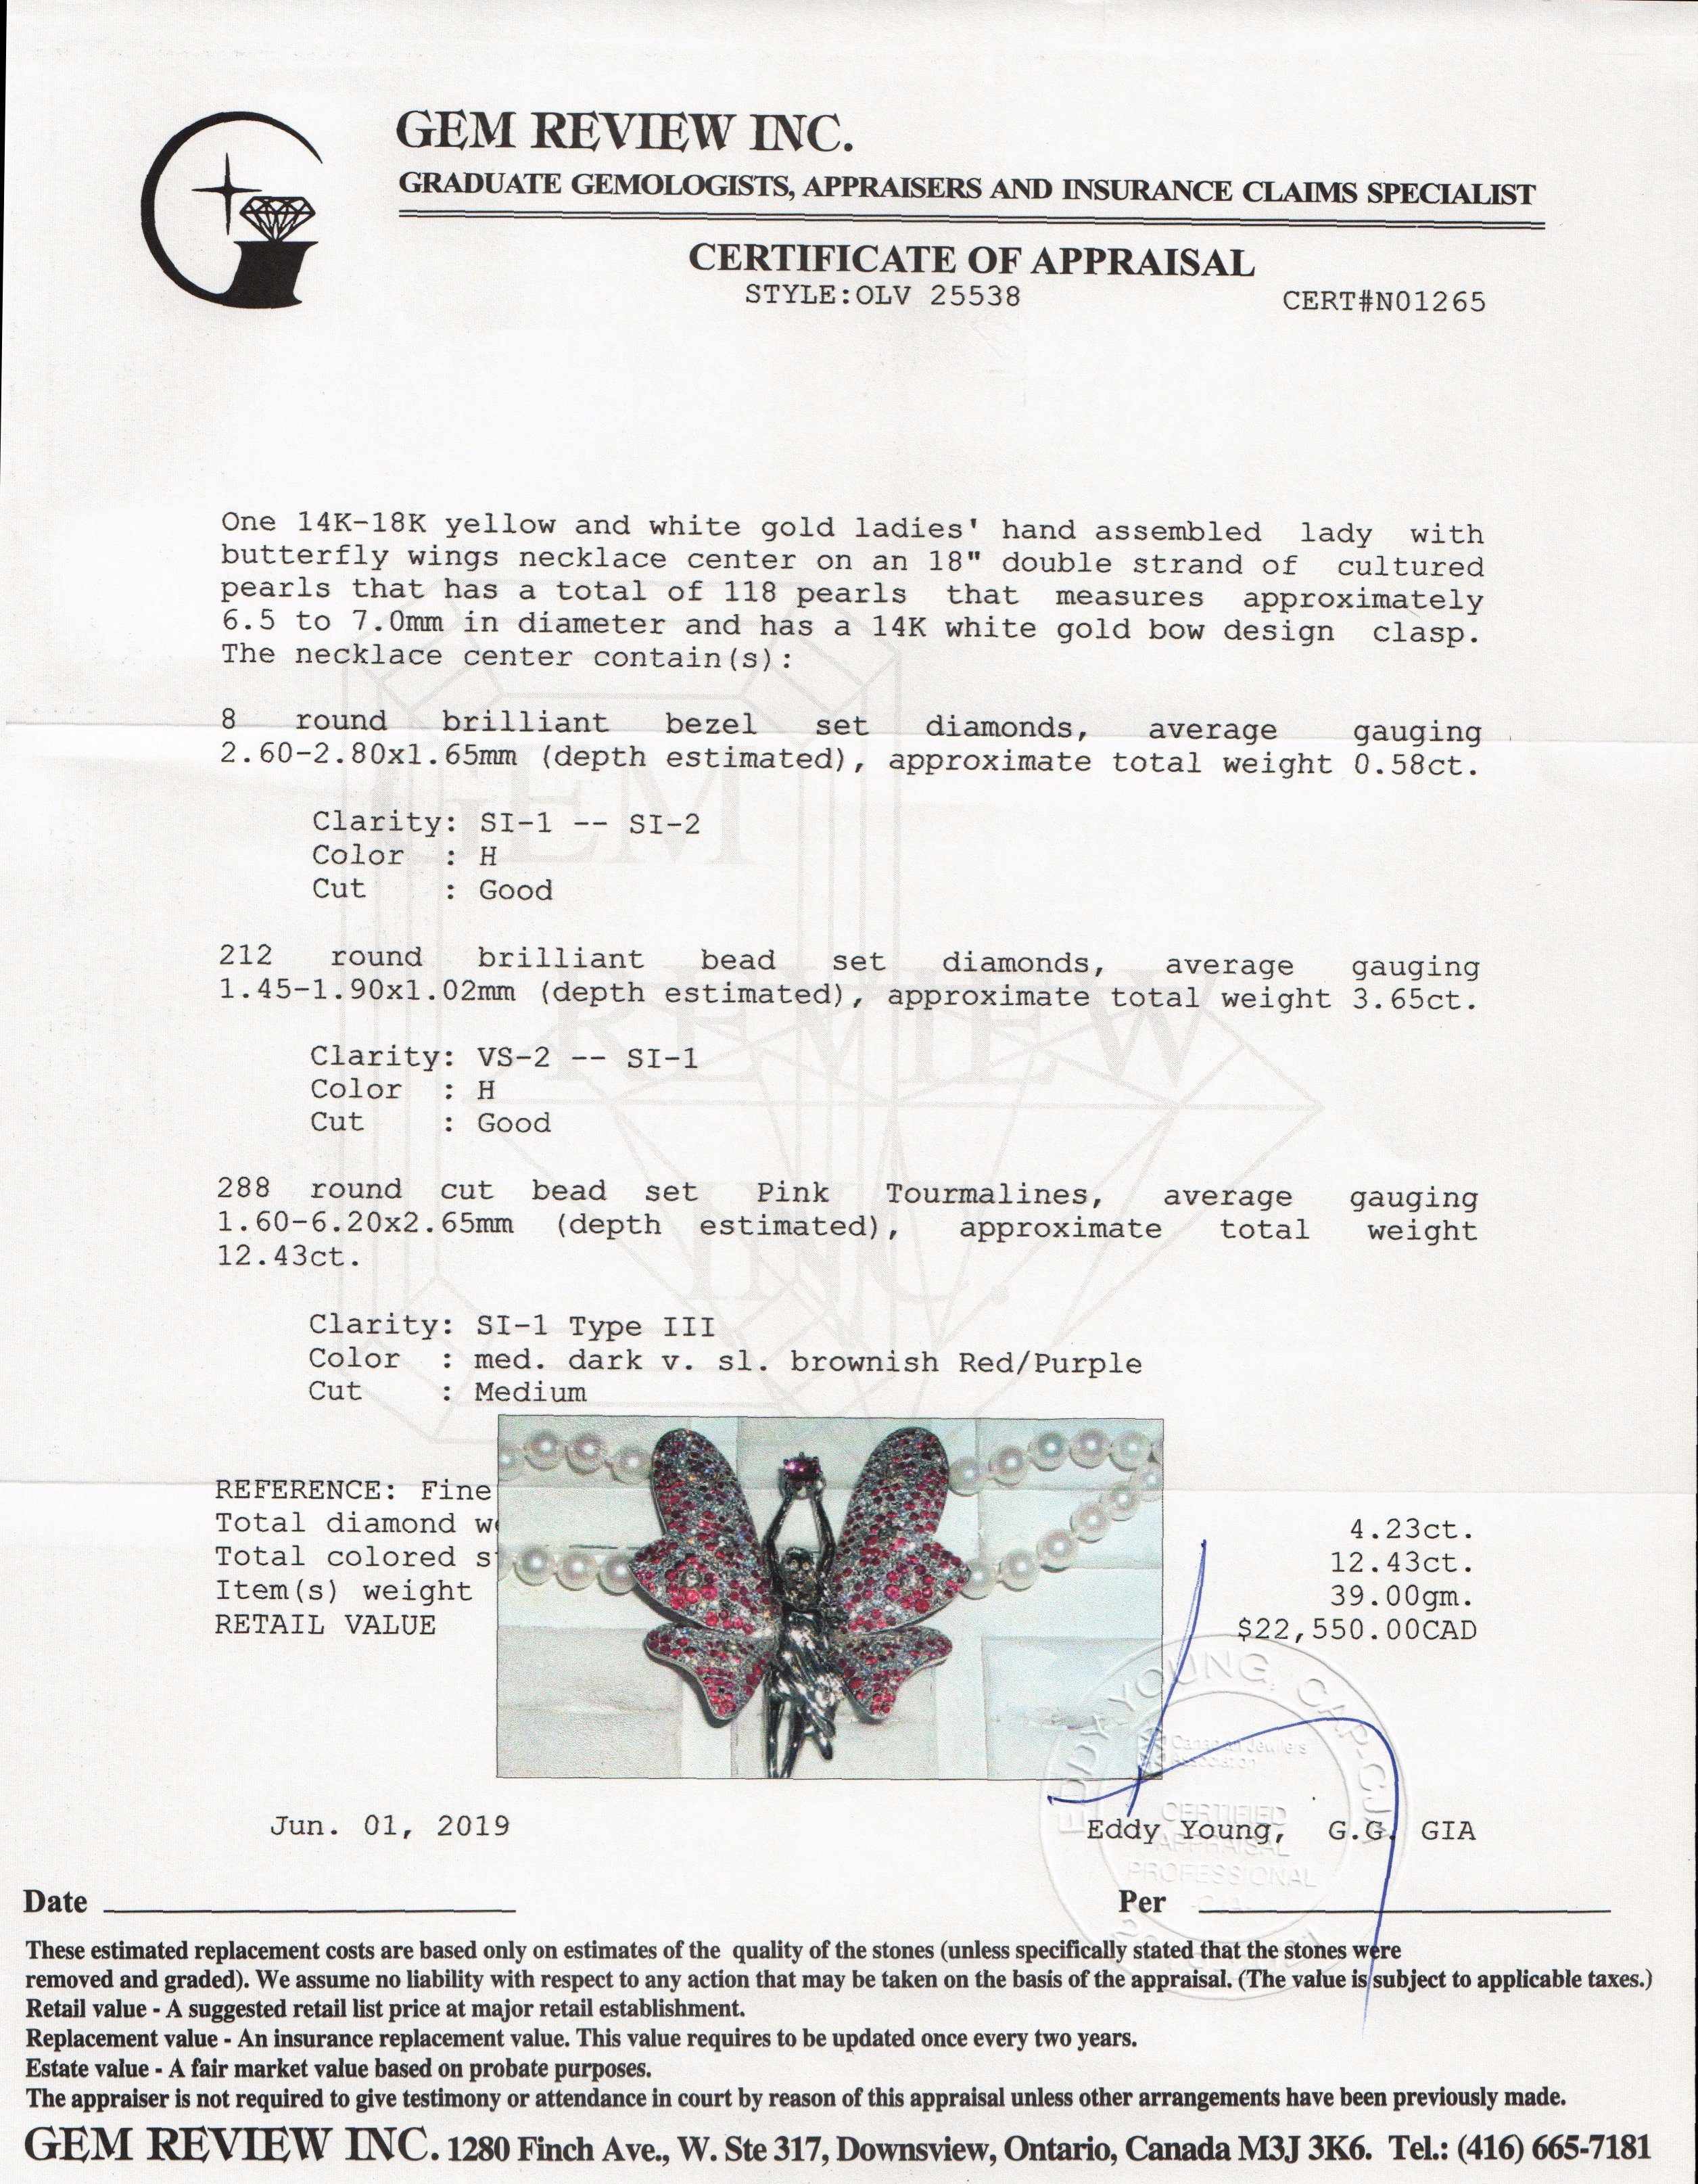 GEM REVIEW INC.
GRADUATE GEMOLOGISTS, APPRAISERS AND INSURANCE CLAIMS SPECIALIST
CERTIFICATE OF APPRAISAL
STYLE:OLV 25538 CERT#N01265
One 14K-18K yellow and white gold ladies' hand assembled lady with
butterfly wings necklace center on an 18" double strand of cultured
pearls that has a total of 118 pearls that measures approximately
6.5 to 7.0mm in diameter and has a 14K white gold bow design clasp.
The necklace center contain(s):
8 round brilliant bezel set diamonds, average gauging
2.60-2.80x1.65mm (depth estimated), approximate total weight 0.58ct.
Clarity: SI-1 -- SI-2
Color : H
Cut : Good
212 round brilliant bead set diamonds, average gauging
1.45-1.90x1.02mm (depth estimated), approximate total weight 3.65ct.
Clarity: VS-2 -- SI-1
Color : H
Cut : Good
288 round cut bead set Pink Tourmalines, average gauging
1.60-6.20x2.65mm (depth estimated), approximate total weight
12.43ct.
Clarity: SI-1 Type III
Color : med. dark v. sl. brownish Red/Purple
Cut : Medium
GEM
REVIEW
INC.
REFERENCE: Fine
Total diamond 4.23ct.
Total colored 12.43ct.
Item(s) weight 39.00gm.
RETAIL VALUE $22,550.00CAD
EDDY YOUNG, CAP-CJA
Canadian Jewellers
Association
CERTIFIED
APPRAISAL
PROFESSIONAL
Jun. 01, 2019 Eddy Young, G.G. GIA
Date Per
These estimated replacement costs are based only on estimates of the quality of the stones (unless specifically stated that the stones were
removed and graded). We assume no liability with respect to any action that may be taken on the basis of the appraisal. (The value is subject to applicable taxes.)
Retail value - A suggested retail list price at major retail establishment.
Replacement value - An insurance replacement value. This value requires to be updated once every two years.
Estate value - A fair market value based on probate purposes.
The appraiser is not required to give testimony or attendance in court by reason of this appraisal unless other arrangements have been previously made.
GEM REVIEW INC. 1280 Finch Ave., W. Ste 317, Downsview, Ontario, Canada M3J 3K6. Tel.: (416) 665-7181